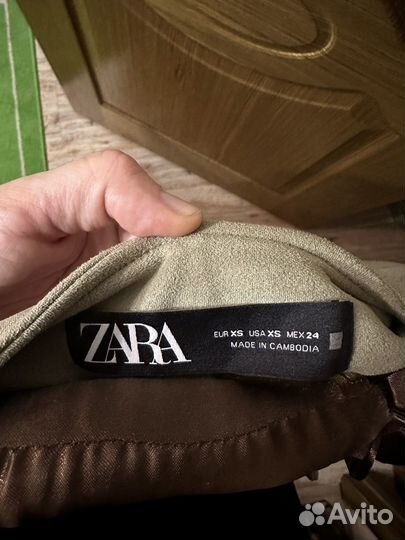 ZARA
EUR XS USA XS MEX 24
MADE IN CAMBODIA
Avito